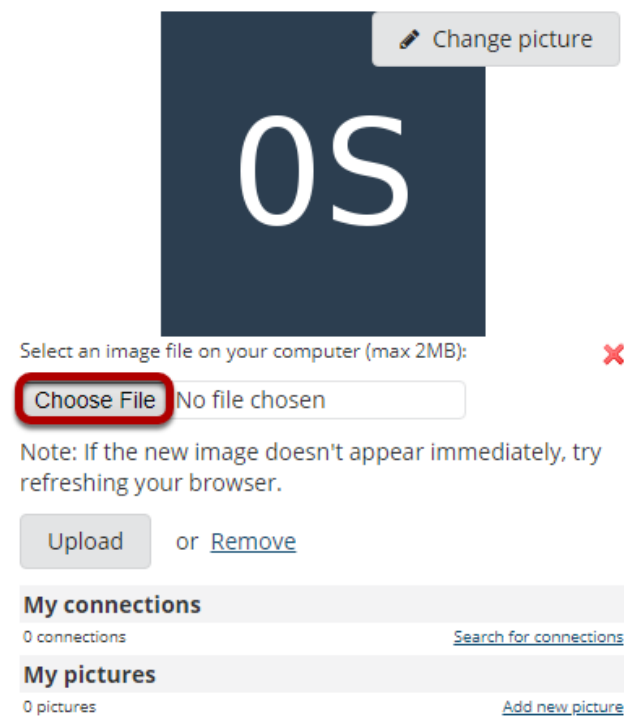 Change picture
0S
Select an image file on your computer (max 2MB):
Choose File No file chosen
Note: If the new image doesn't appear immediately, try
refreshing your browser.
Upload or Remove
My connections
0 connections Search for connections
My pictures
0 pictures Add new picture